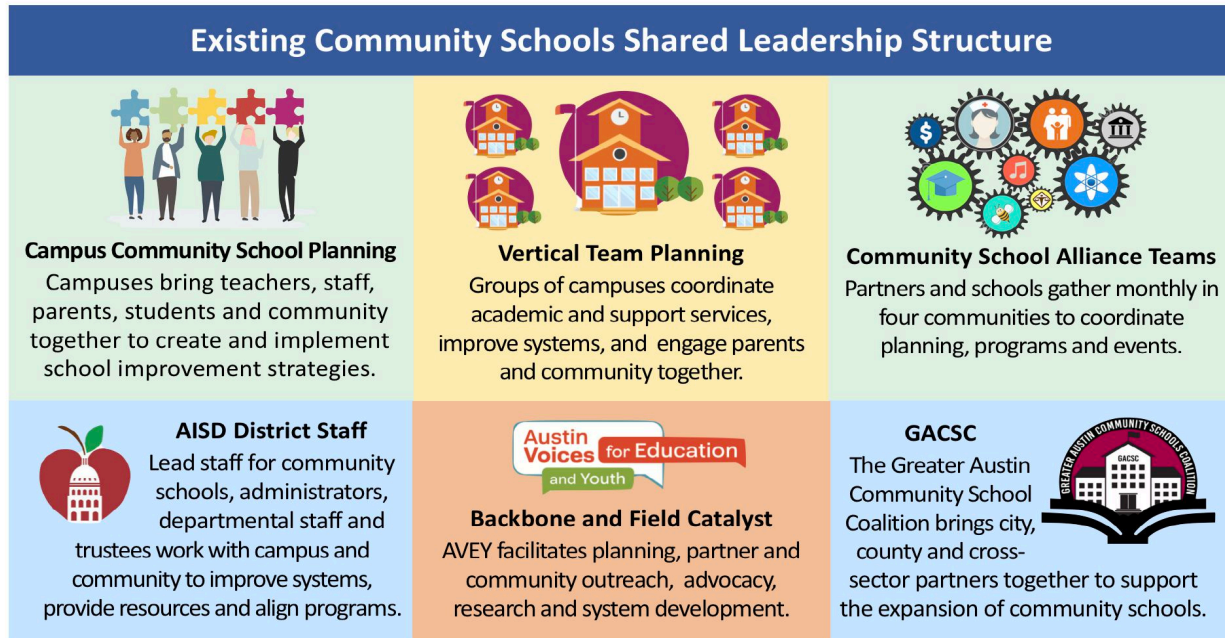 Existing Community Schools Shared Leadership Structure
Campus Community School Planning
Campuses bring teachers, staff,
parents, students and community
together to create and implement
school improvement strategies.
Vertical Team Planning
Groups of campuses coordinate
academic and support services,
improve systems, and engage parents
and community together.
$
Community School Alliance Teams
Partners and schools gather monthly in
four communities to coordinate
planning, programs and events.
AISD District Staff
Lead staff for community
schools, administrators,
departmental staff and
trustees work with campus and
community to improve systems,
provide resources and align programs.
Austin
Voices for Education
and Youth
Backbone and Field Catalyst
AVEY facilitates planning, partner and
community outreach, advocacy,
research and system development.
GACSC
The Greater Austin
Community School
Coalition brings city,
county and cross-
sector partners together to support
the expansion of community schools.
GREATER AUSTIN COMMUNITY SCHOOLS COALITION
GACSC